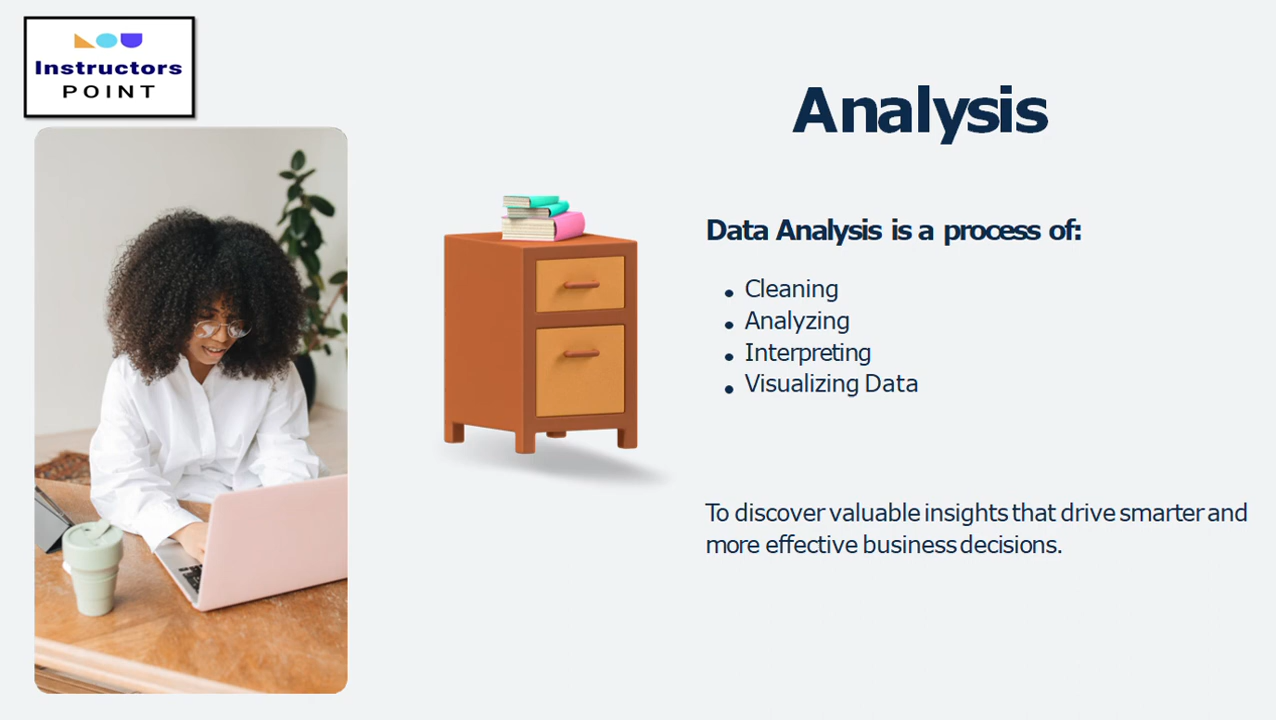 Instructors
POINT
Analysis
Data Analysis is a process of:
• Cleaning
• Analyzing
• Interpreting
• Visualizing Data
To discover valuable insights that drive smarter and
more effective business decisions.